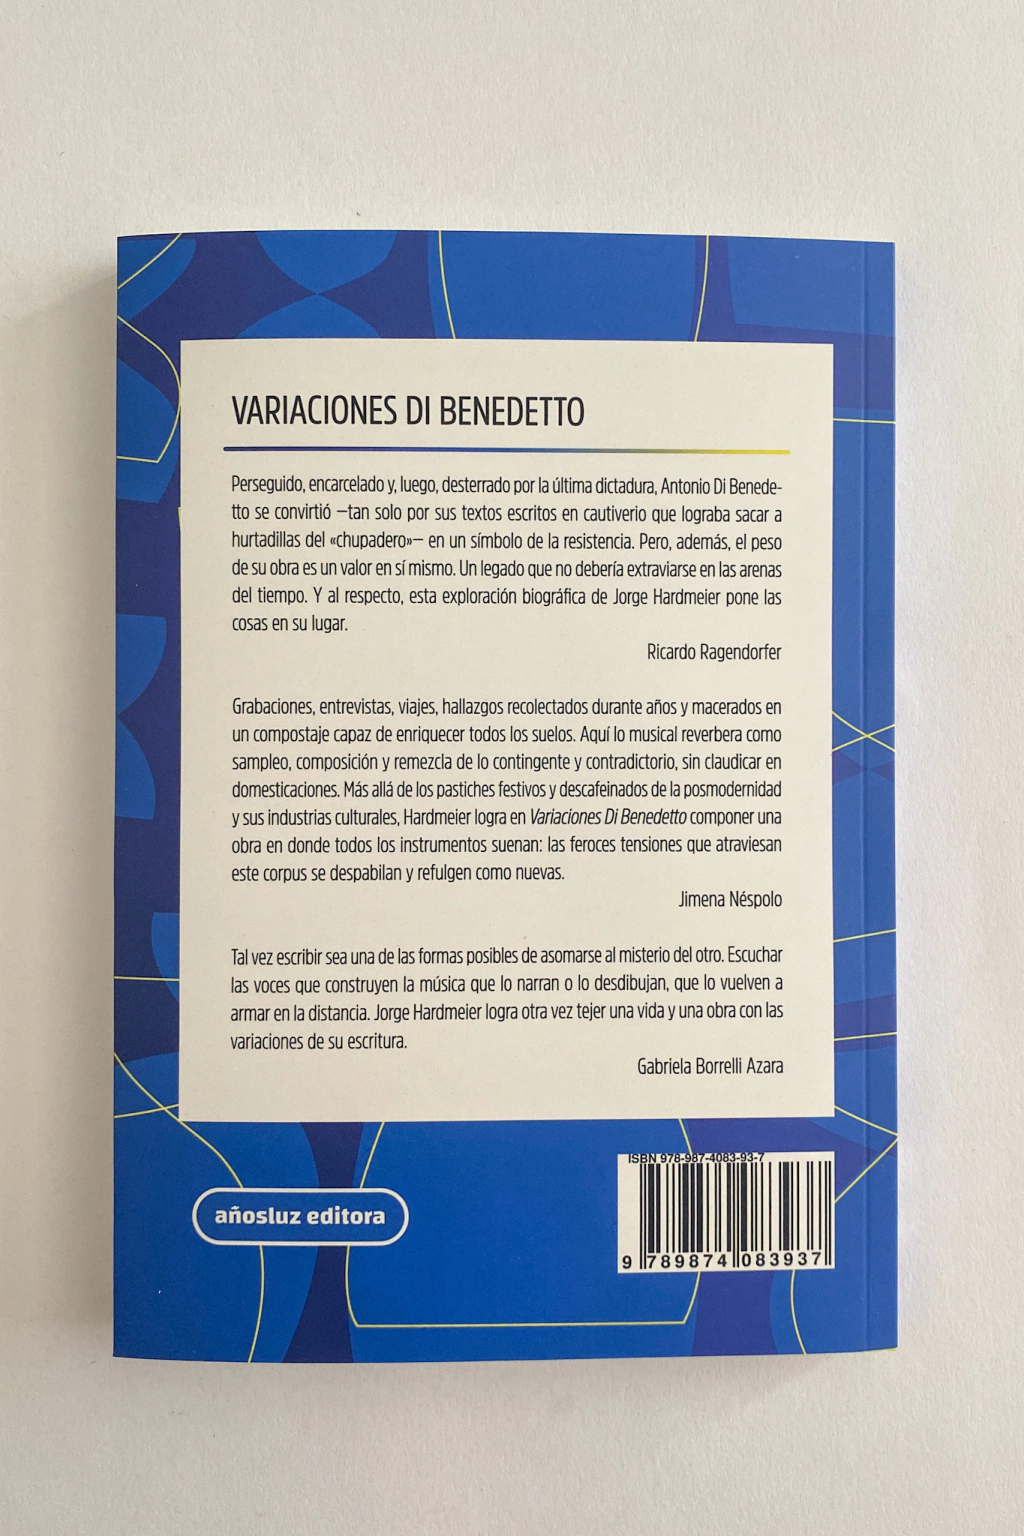 VARIACIONES DI BENEDETTO
Perseguido, encarcelado y, luego, desterrado por la última dictadura, Antonio Di Benede-
tto se convirtió —tan solo por sus textos escritos en cautiverio que lograba sacar a
hurtadillas del «chupadero»— en un símbolo de la resistencia. Pero, además, el peso
de su obra es un valor en sí mismo. Un legado que no debería extraviarse en las arenas
del tiempo. Y al respecto, esta exploración biográfica de Jorge Hardmeier pone las
cosas en su lugar.
Ricardo Ragendorfer
Grabaciones, entrevistas, viajes, hallazgos recolectados durante años y macerados en
un compostaje capaz de enriquecer todos los suelos. Aquí lo musical reverbera como
sampleo, composición y remezcla de lo contingente y contradictorio, sin claudicar en
domesticaciones. Más allá de los pastiches festivos y descafeinados de la posmodernidad
y sus industrias culturales, Hardmeier logra en Variaciones Di Benedetto componer una
obra en donde todos los instrumentos suenan: las feroces tensiones que atraviesan
este corpus se despabilan y refulgen como nuevas.
Jimena Néspolo
Tal vez escribir sea una de las formas posibles de asomarse al misterio del otro. Escuchar
las voces que construyen la música que lo narran o lo desdibujan, que lo vuelven a
armar en la distancia. Jorge Hardmeier logra otra vez tejer una vida y una obra con las
variaciones de su escritura.
Gabriela Borrelli Azara
ISBN 978-987-4083-93-7
9 789874 083937
añosluz editora